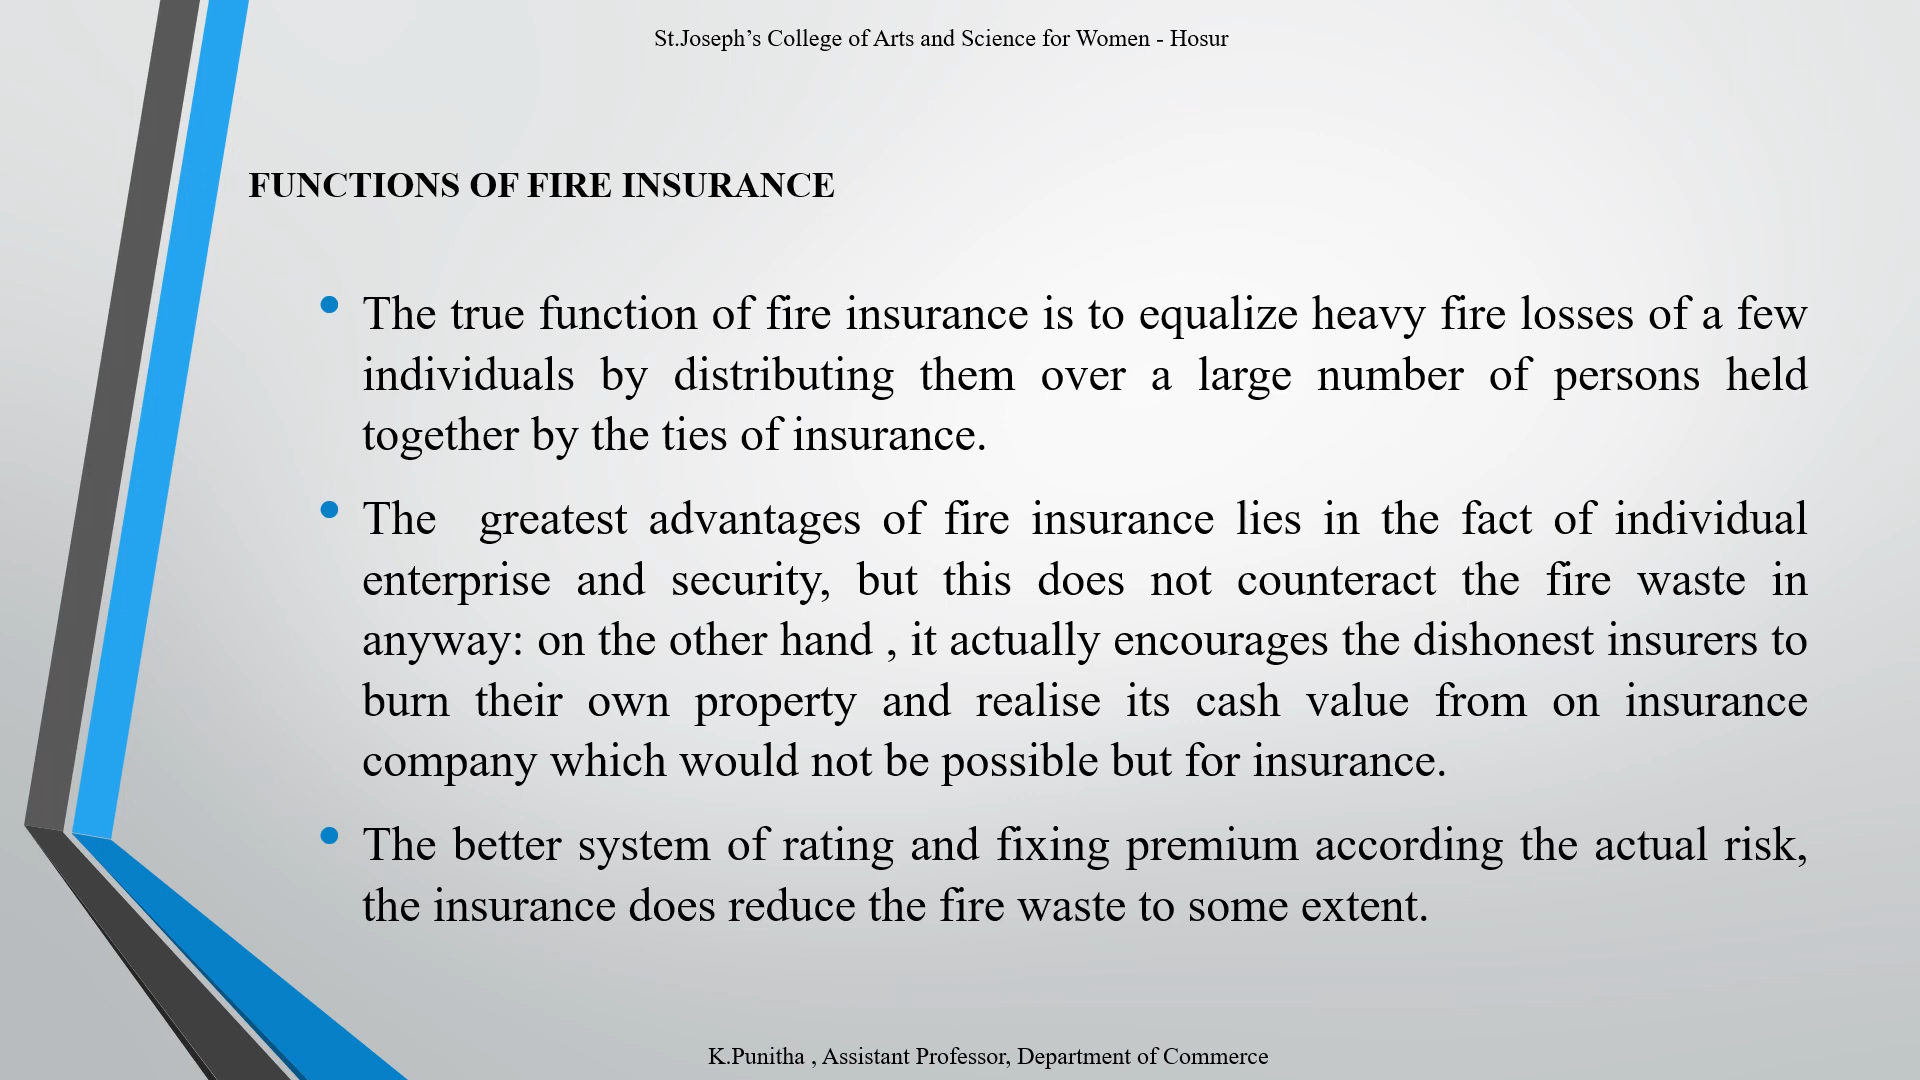 St.Joseph’s College of Arts and Science for Women - Hosur
FUNCTIONS OF FIRE INSURANCE
• The true function of fire insurance is to equalize heavy fire losses of a few
individuals by distributing them over a large number of persons held
together by the ties of insurance.
• The greatest advantages of fire insurance lies in the fact of individual
enterprise and security, but this does not counteract the fire waste in
anyway: on the other hand , it actually encourages the dishonest insurers to
burn their own property and realise its cash value from on insurance
company which would not be possible but for insurance.
• The better system of rating and fixing premium according the actual risk,
the insurance does reduce the fire waste to some extent.
K.Punitha , Assistant Professor, Department of Commerce